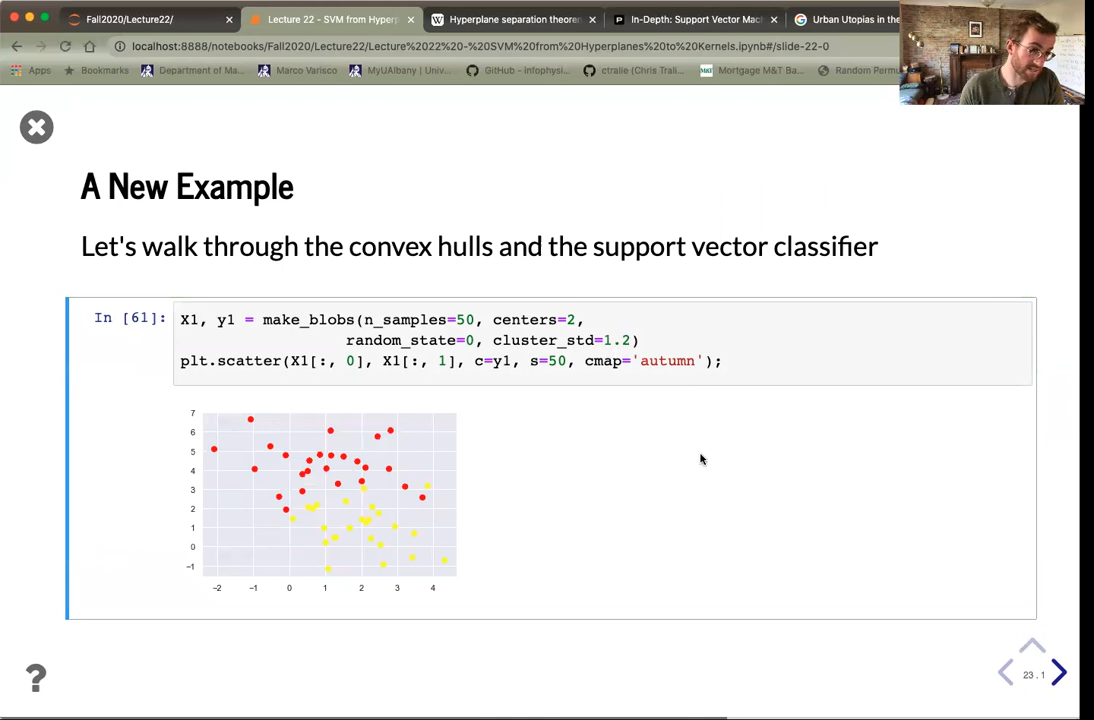 Fall2020/Lecture22/
Lecture 22 - SVM from Hyperp
Hyperplane separation theorem
In-Depth: Support Vector Mac
Urban Utopias in the
localhost:8888/notebooks/Fall2020/Lecture22/Lecture%2022%20-%20SVM%20from%20Hyperplanes%20to%20Kernels.ipynb#/slide-22-0
Apps
Bookmarks
Department of Ma...
Marco Varisco
MyUAlbany | Univ...
GitHub - Infophysi...
ctralie (Chris Trali...
M&T
Mortgage M&T Ba...
Random Permu
A New Example
Let's walk through the convex hulls and the support vector classifier
In [61]:
X1, y1 = make_blobs(n_samples=50, centers=2,
random_state=0, cluster_std=1.2)
plt.scatter(X1[:, 0], X1[:, 1], c=y1, s=50, cmap='autumn');
7
6
5
4
3
2
1
0
−1
−2 −1 0 1 2 3 4
?
23.1